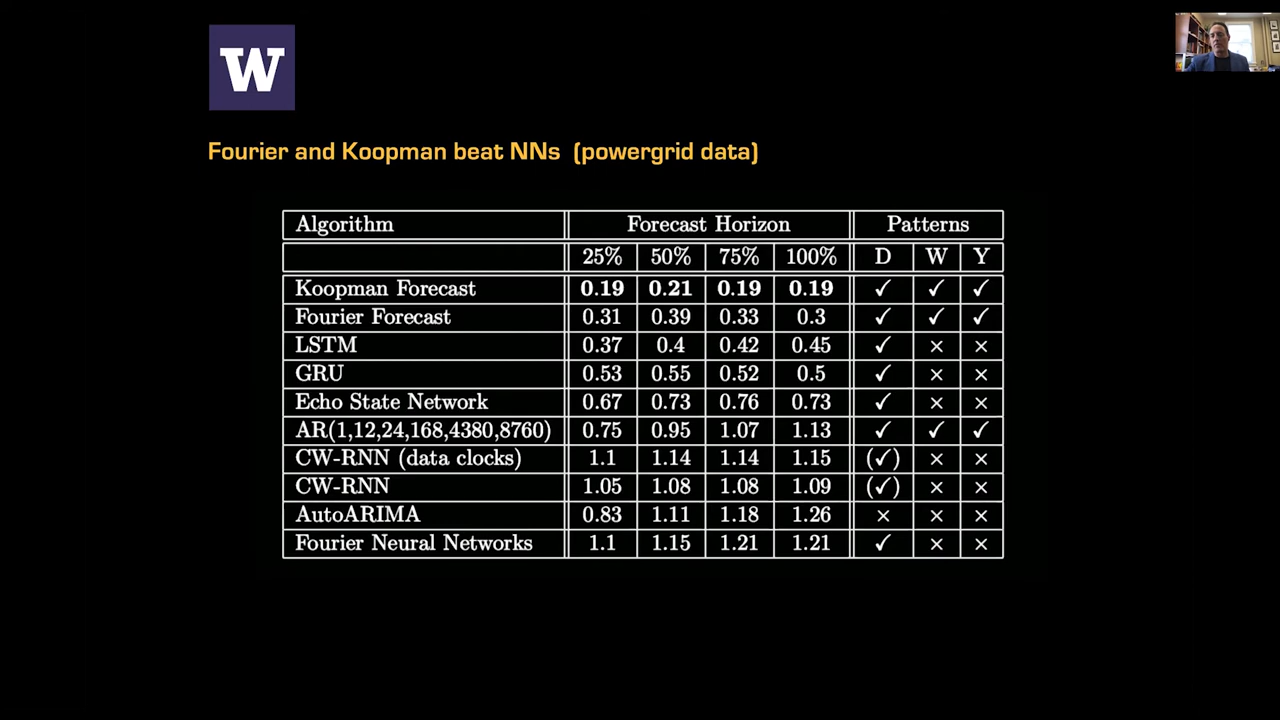 W
Fourier and Koopman beat NNs (powergrid data)
Algorithm Forecast Horizon Patterns
25% 50% 75% 100% D W Y
Koopman Forecast 0.19 0.21 0.19 0.19 ✓ ✓ ✓
Fourier Forecast 0.31 0.39 0.33 0.3 ✓ ✓ ✓
LSTM 0.37 0.4 0.42 0.45 ✓ × ×
GRU 0.53 0.55 0.52 0.5 ✓ × ×
Echo State Network 0.67 0.73 0.76 0.73 ✓ × ×
AR(1,12,24,168,4380,8760) 0.75 0.95 1.07 1.13 ✓ ✓ ✓
CW-RNN (data clocks) 1.1 1.14 1.14 1.15 (✓) × ×
CW-RNN 1.05 1.08 1.08 1.09 (✓) × ×
AutoARIMA 0.83 1.11 1.18 1.26 × × ×
Fourier Neural Networks 1.1 1.15 1.21 1.21 ✓ × ×